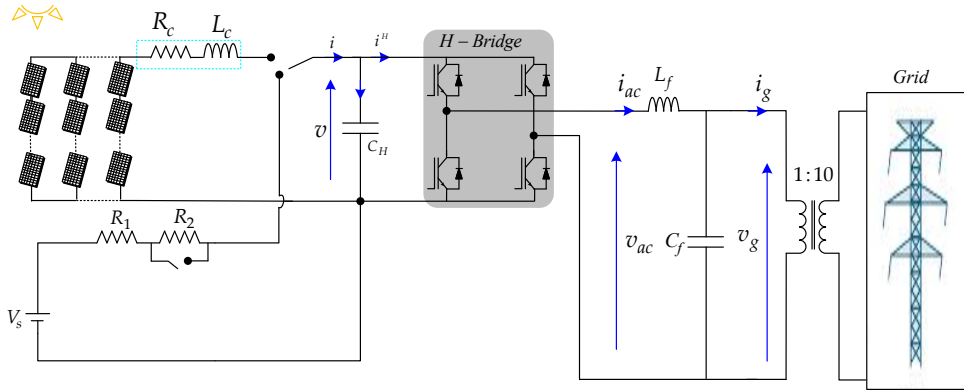 R_c
L_c
i
i^H
H – Bridge
v
C_H
R_1
R_2
V_s
i_ac
L_f
i_g
v_ac
C_f
v_g
1:10
Grid